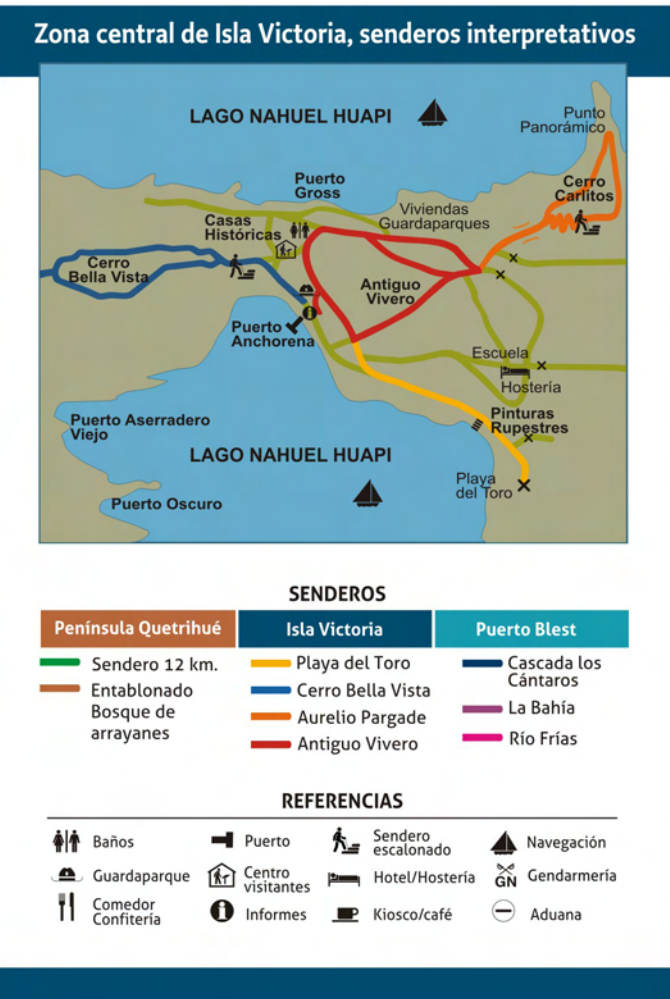 Zona central de Isla Victoria, senderos interpretativos
LAGO NAHUEL HUAPI
Punto
Panorámico
Puerto
Gross
Cerro
Carlitos
Casas
Históricas
Viviendas
Guardaparques
Cerro
Bella Vista
Antiguo
Vivero
Puerto
Anchorena
Escuela
Hostería
Puerto Aserradero
Viejo
Pinturas
Rupestres
LAGO NAHUEL HUAPI
Playa
del Toro
Puerto Oscuro
SENDEROS
Península Quetrihué
Isla Victoria
Puerto Blest
Sendero 12 km.
Entablonado
Bosque de
arrayanes
Playa del Toro
Cerro Bella Vista
Aurelio Pargade
Antiguo Vivero
Cascada los
Cántaros
La Bahía
Río Frías
REFERENCIAS
Baños
Puerto
Sendero
escalonado
Navegación
Guardaparque
Centro
visitantes
Hotel/Hostería
GN
Gendarmería
Comedor
Confitería
i
Informes
Kiosco/café
Aduana